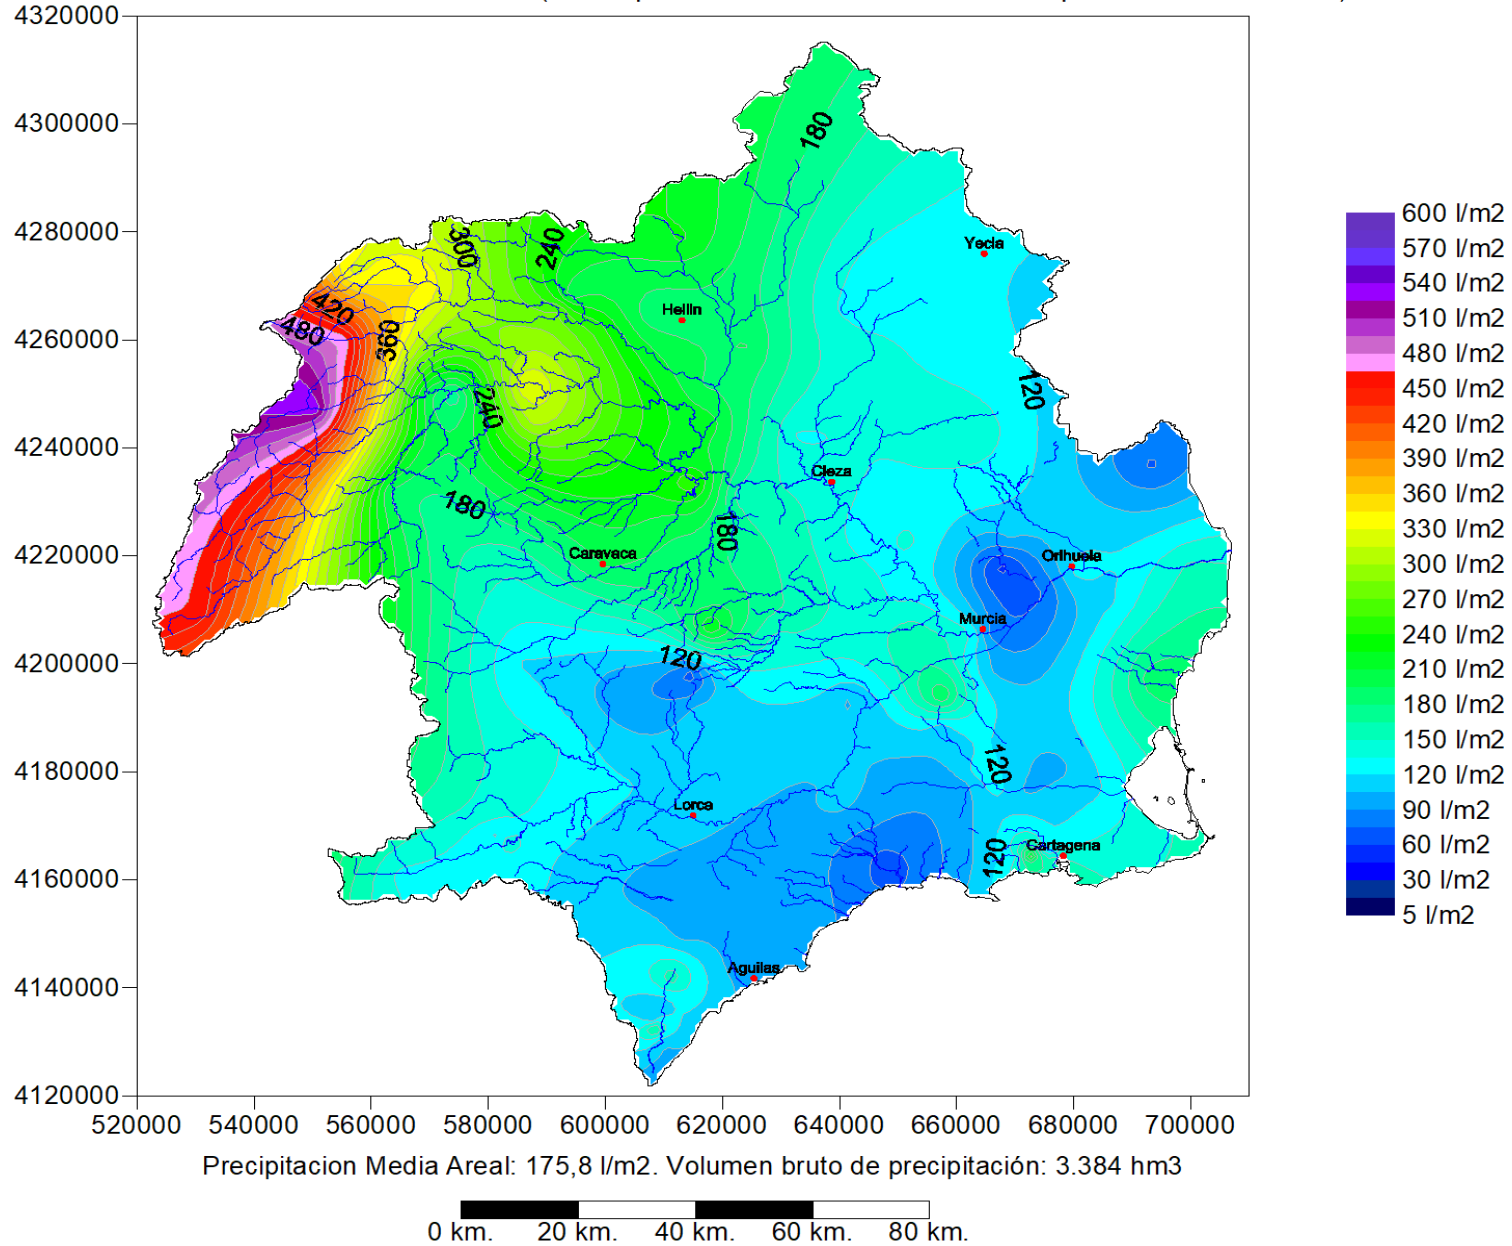 4320000
4300000
4280000
4260000
4240000
4220000
4200000
4180000
4160000
4140000
4120000
520000 540000 560000 580000 600000 620000 640000 660000 680000 700000
180
300
240
Yecla
420
480
360
Hellin
120
240
Cieza
180
180
Caravaca
Orihuela
Murcia
120
120
Lorca
120
Cartagena
Aguilas
600 l/m2
570 l/m2
540 l/m2
510 l/m2
480 l/m2
450 l/m2
420 l/m2
390 l/m2
360 l/m2
330 l/m2
300 l/m2
270 l/m2
240 l/m2
210 l/m2
180 l/m2
150 l/m2
120 l/m2
90 l/m2
60 l/m2
30 l/m2
5 l/m2
Precipitacion Media Areal: 175,8 l/m2. Volumen bruto de precipitación: 3.384 hm3
0 km. 20 km. 40 km. 60 km. 80 km.